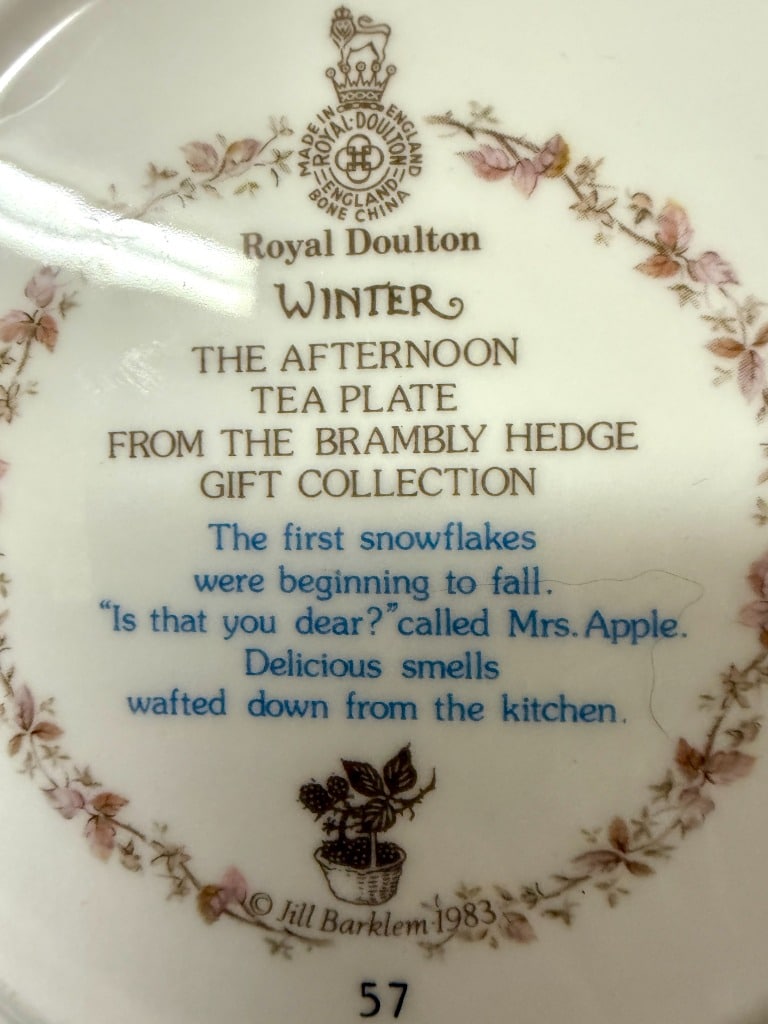 MADE IN ENGLAND
ROYAL·DOULTON
ENGLAND
BONE CHINA
Royal Doulton
WINTER
THE AFTERNOON
TEA PLATE
FROM THE BRAMBLY HEDGE
GIFT COLLECTION
The first snowflakes
were beginning to fall.
“Is that you dear?” called Mrs. Apple.
Delicious smells
wafted down from the kitchen.
© Jill Barklem 1983
57